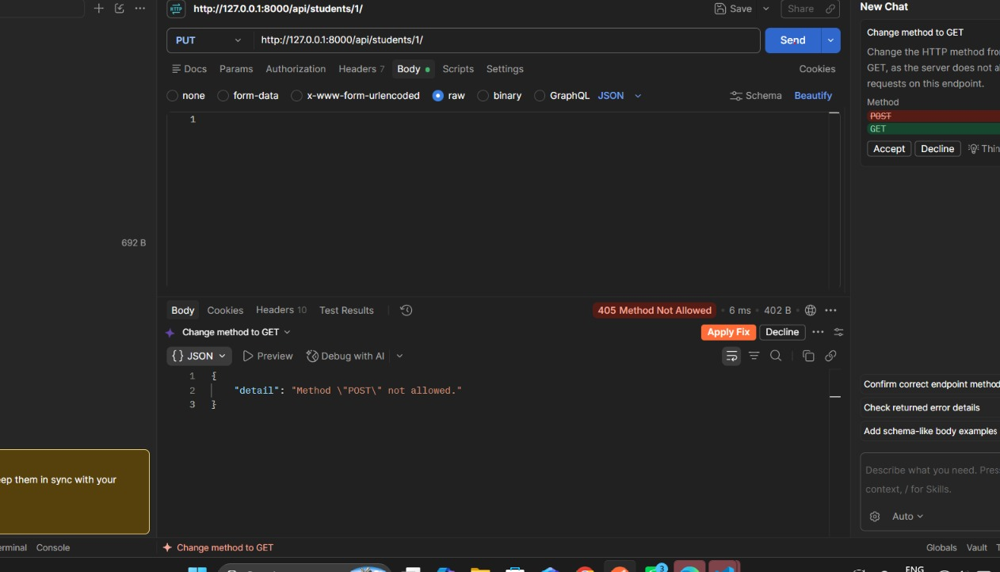 HTTP http://127.0.0.1:8000/api/students/1/ Save Share
PUT http://127.0.0.1:8000/api/students/1/ Send
Docs Params Authorization Headers 7 Body Scripts Settings Cookies
none form-data x-www-form-urlencoded raw binary GraphQL JSON Schema Beautify
1
692 B
Body Cookies Headers 10 Test Results 405 Method Not Allowed 6 ms 402 B
Change method to GET Apply Fix Decline
{ } JSON Preview Debug with AI
1 {
2 "detail": "Method \"POST\" not allowed."
3 }
eep them in sync with your
erminal Console Change method to GET Globals Vault T
New Chat
Change method to GET
Change the HTTP method fro
GET, as the server does not al
requests on this endpoint.
Method
POST
GET
Accept Decline Thin
Confirm correct endpoint method
Check returned error details
Add schema-like body examples
Describe what you need. Pres
context, / for Skills.
Auto
3 ENG